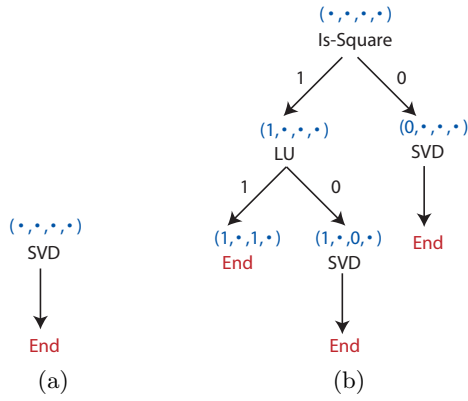 (•,•,•,•)
Is-Square
1
0
(1,•,•,•)
LU
(0,•,•,•)
SVD
1
0
(•,•,•,•)
SVD
(1,•,1,•)
End
(1,•,0,•)
SVD
End
End
End
(a)
(b)